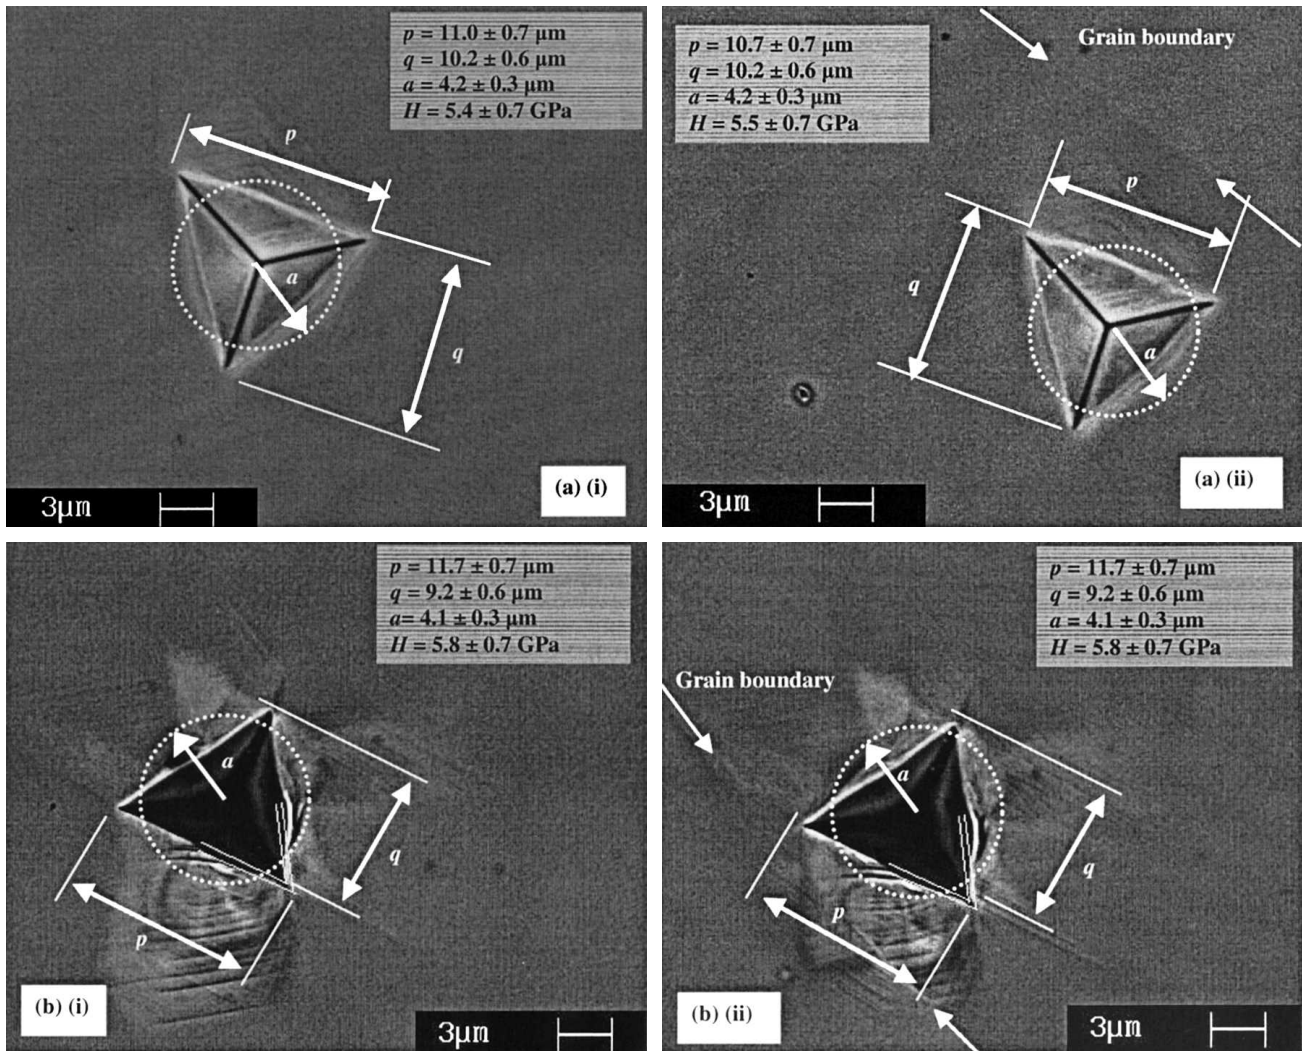 p = 11.0 ± 0.7 µm
q = 10.2 ± 0.6 µm
a = 4.2 ± 0.3 µm
H = 5.4 ± 0.7 GPa
p
a
q
(a) (i)
3µm
Grain boundary
p = 10.7 ± 0.7 µm
q = 10.2 ± 0.6 µm
a = 4.2 ± 0.3 µm
H = 5.5 ± 0.7 GPa
p
q
a
(a) (ii)
3µm
p = 11.7 ± 0.7 µm
q = 9.2 ± 0.6 µm
a= 4.1 ± 0.3 µm
H = 5.8 ± 0.7 GPa
a
q
p
(b) (i)
3µm
p = 11.7 ± 0.7 µm
q = 9.2 ± 0.6 µm
a = 4.1 ± 0.3 µm
H = 5.8 ± 0.7 GPa
Grain boundary
a
q
p
(b) (ii)
3µm